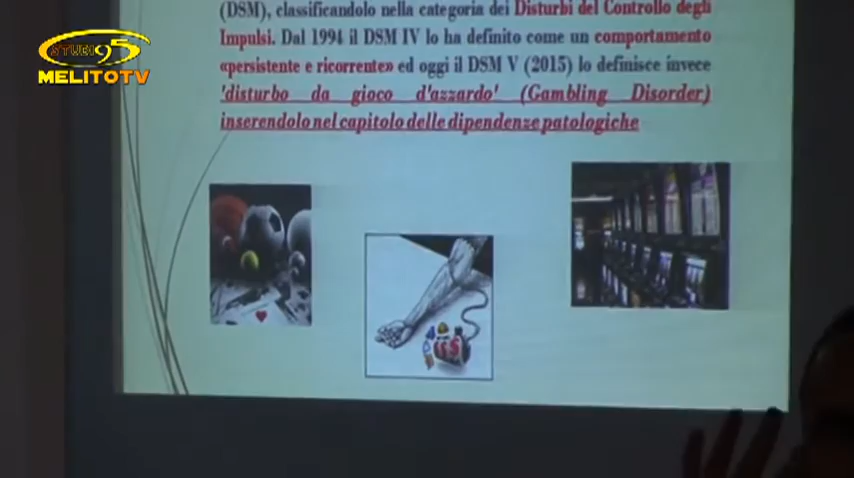 STUDIO95
MELITOTV
(DSM), classificandolo nella categoria dei Disturbi del Controllo degli
Impulsi. Dal 1994 il DSM IV lo ha definito come un comportamento
«persistente e ricorrente» ed oggi il DSM V (2015) lo definisce invece
'disturbo da gioco d'azzardo' (Gambling Disorder)
inserendolo nel capitolo delle dipendenze patologiche